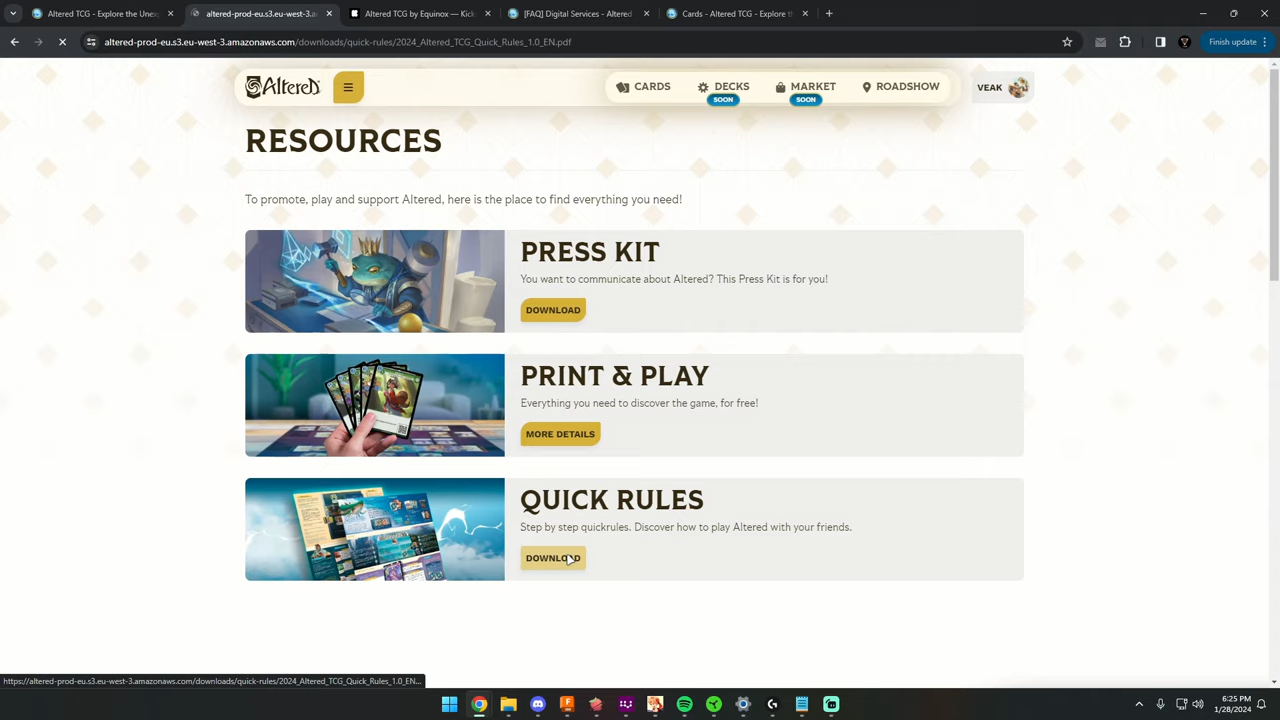 Altered TCG - Explore the Unex
altered-prod-eu.s3.eu-west-3.a
Altered TCG by Equinox — Kick
[FAQ] Digital Services - Altered
Cards - Altered TCG - Explore th
altered-prod-eu.s3.eu-west-3.amazonaws.com/downloads/quick-rules/2024_Altered_TCG_Quick_Rules_1.0_EN.pdf
Finish update
ALTERED
CARDS
DECKS
MARKET
ROADSHOW
VEAK
SOON
SOON
RESOURCES
To promote, play and support Altered, here is the place to find everything you need!
PRESS KIT
You want to communicate about Altered? This Press Kit is for you!
DOWNLOAD
PRINT & PLAY
Everything you need to discover the game, for free!
MORE DETAILS
QUICK RULES
Step by step quickrules. Discover how to play Altered with your friends.
DOWNLOAD
https://altered-prod-eu.s3.eu-west-3.amazonaws.com/downloads/quick-rules/2024_Altered_TCG_Quick_Rules_1.0_EN...
6:25 PM
1/28/2024